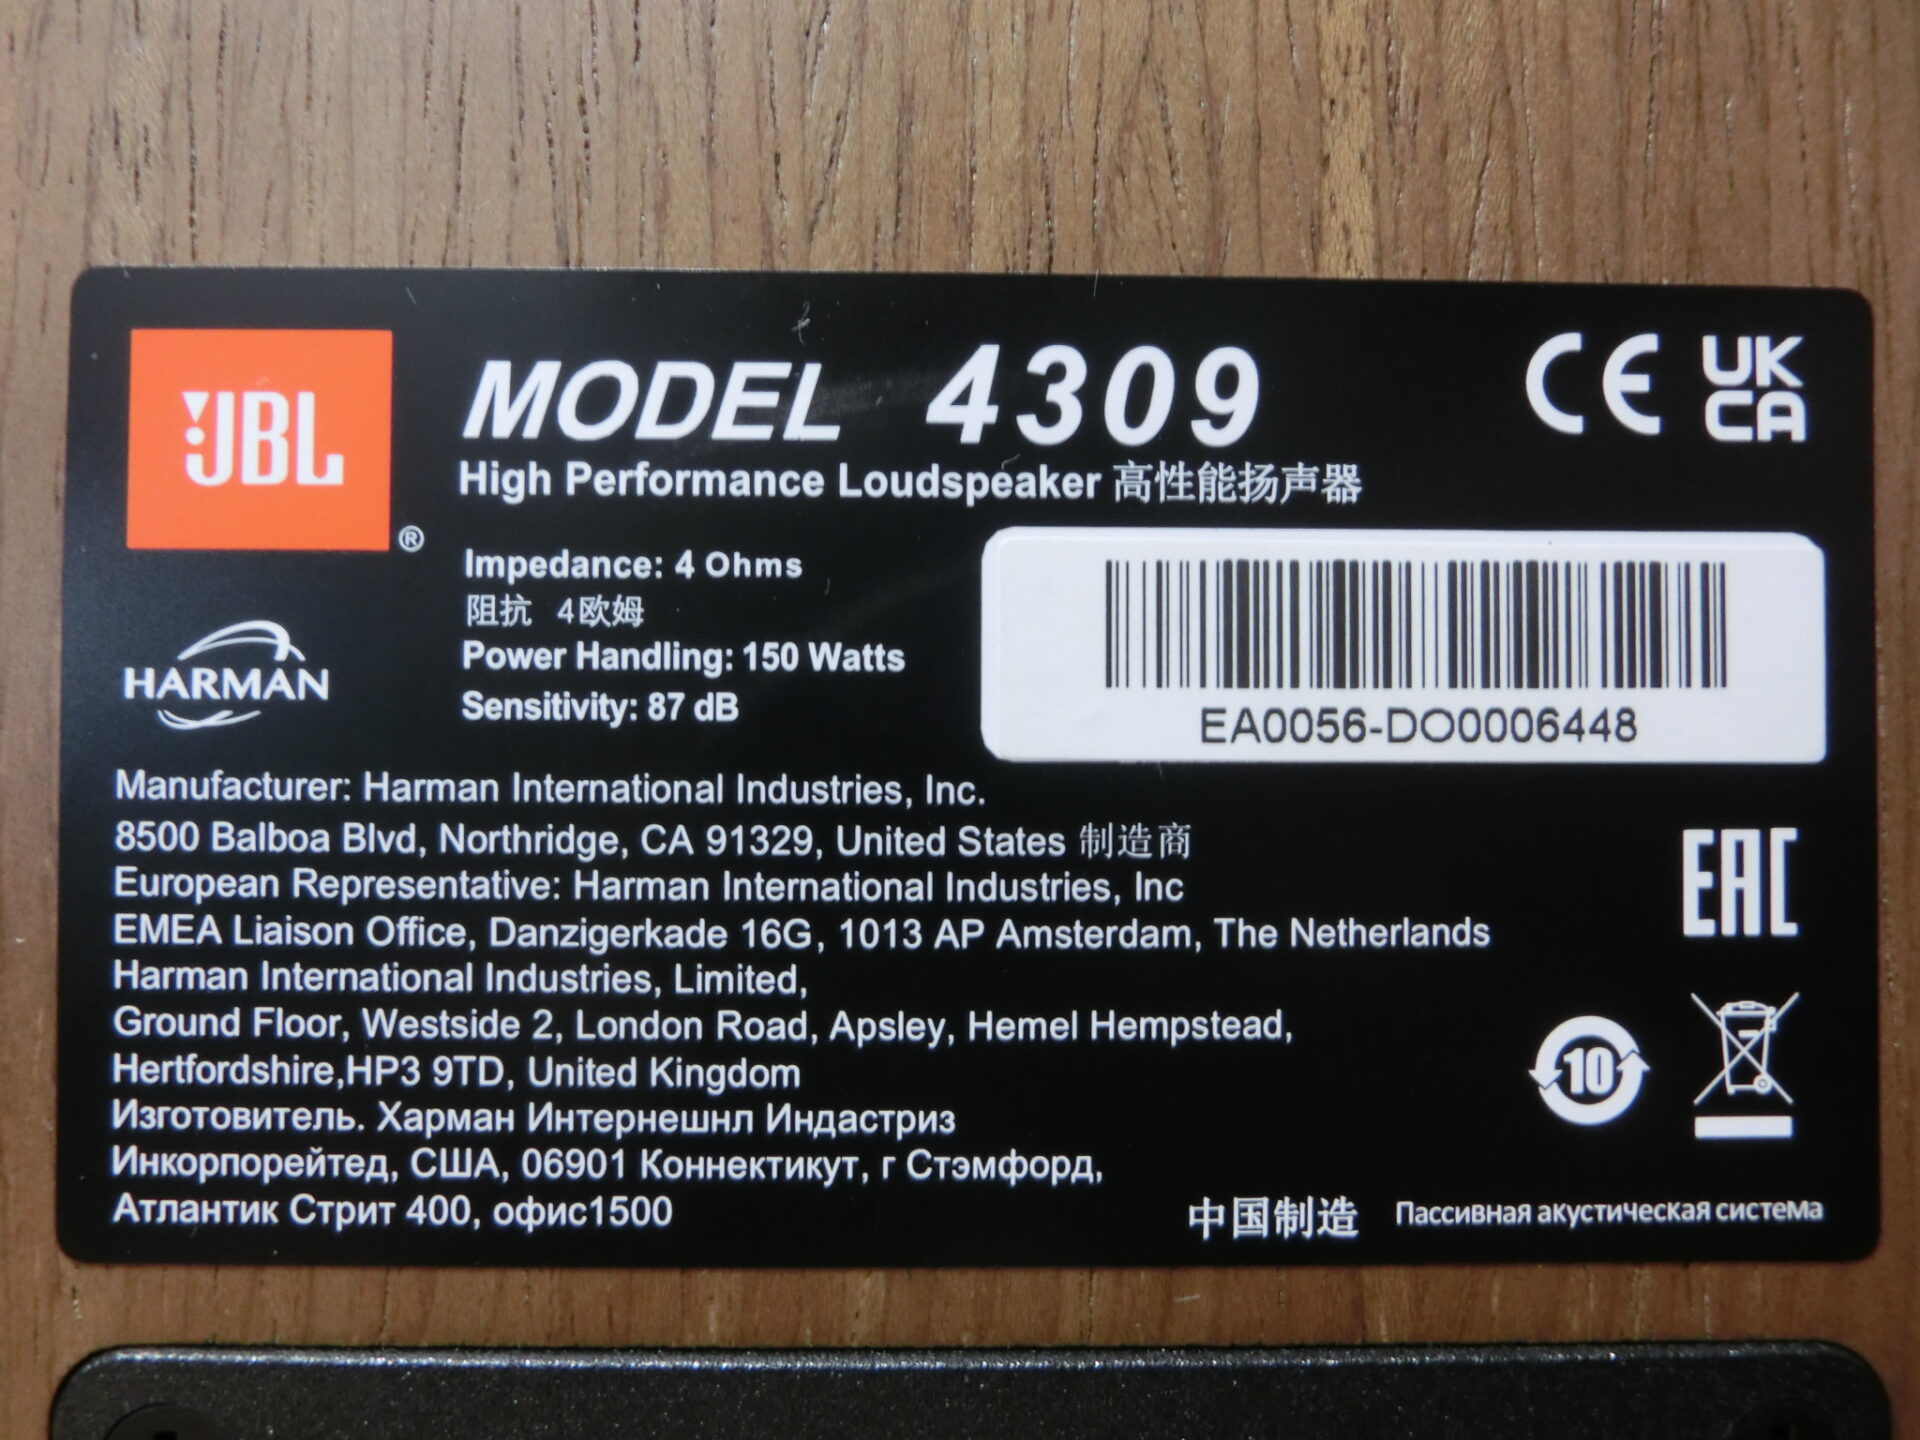 JBL
®
HARMAN
MODEL 4309
High Performance Loudspeaker 高性能扬声器
Impedance: 4 Ohms
阻抗 4欧姆
Power Handling: 150 Watts
Sensitivity: 87 dB
CE
UK
CA
EA0056-DO0006448
Manufacturer: Harman International Industries, Inc.
8500 Balboa Blvd, Northridge, CA 91329, United States 制造商
European Representative: Harman International Industries, Inc
EMEA Liaison Office, Danzigerkade 16G, 1013 AP Amsterdam, The Netherlands
Harman International Industries, Limited,
Ground Floor, Westside 2, London Road, Apsley, Hemel Hempstead,
Hertfordshire,HP3 9TD, United Kingdom
Изготовитель. Харман Интернешнл Индастриз
Инкорпорейтед, США, 06901 Коннектикут, г Стэмфорд,
Атлантик Стрит 400, офис1500
EAC
10
中国制造 Пассивная акустическая система